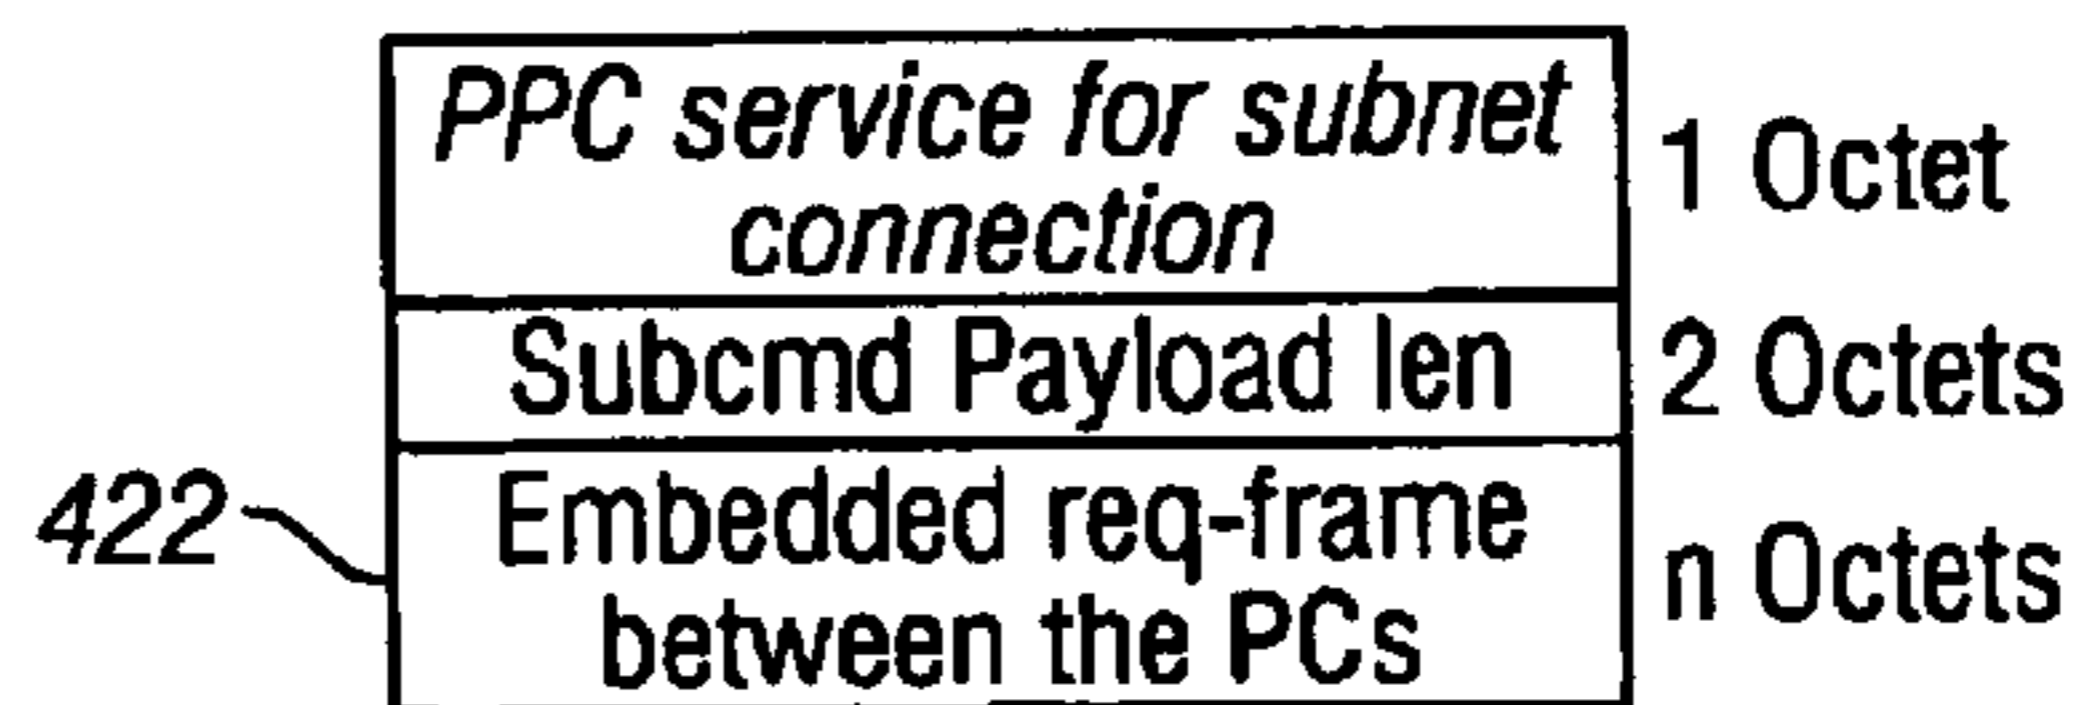 PPC service for subnet
connection
1 Octet
Subcmd Payload len
2 Octets
422
Embedded req-frame
between the PCs
n Octets